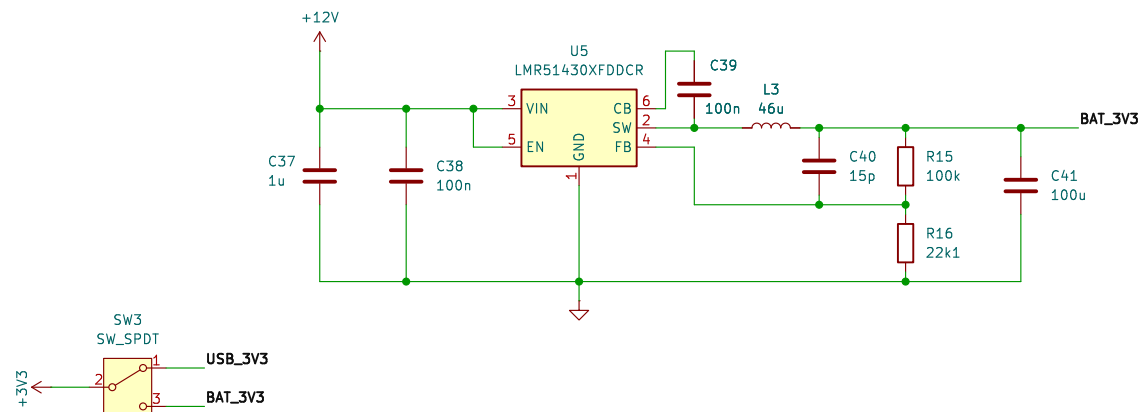 +12V
U5
LMR51430XFDDCR
C39
100n
L3
46u
3 VIN
CB 6
SW 2
5 EN
FB 4
GND
1
BAT_3V3
C37
1u
C38
100n
C40
15p
R15
100k
C41
100u
R16
22k1
SW3
SW_SPDT
+3V3
2
1
USB_3V3
3
BAT_3V3